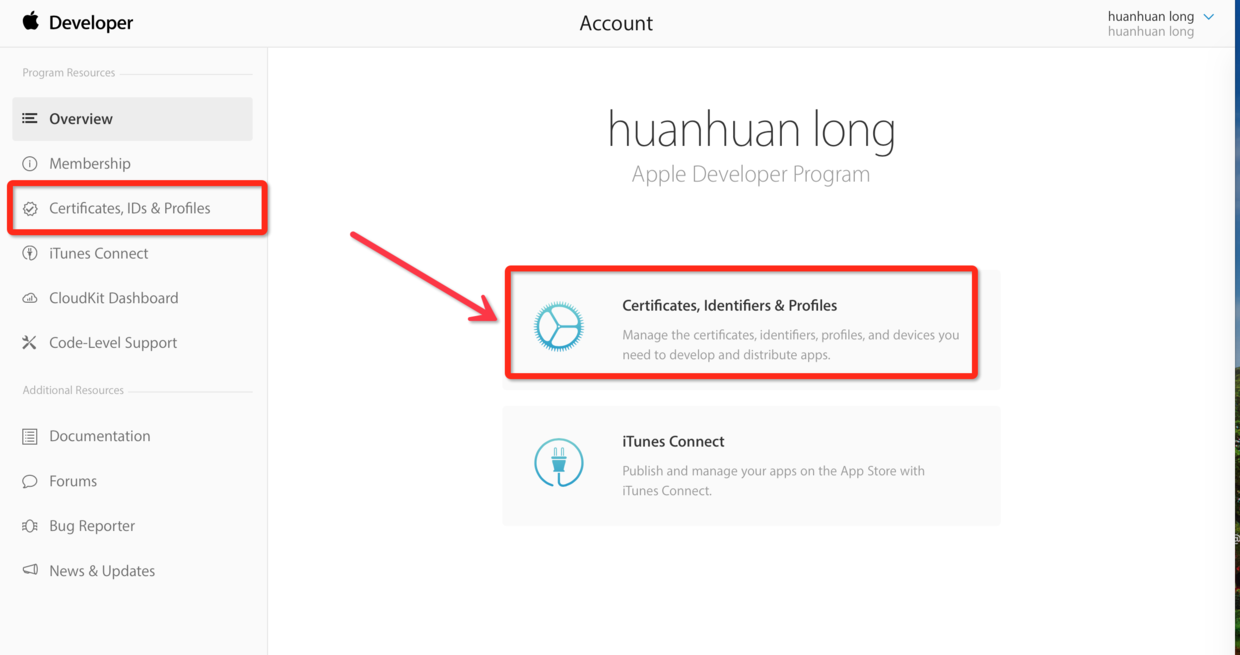 Developer
Account
huanhuan long
huanhuan long
Program Resources
Overview
Membership
Certificates, IDs & Profiles
iTunes Connect
CloudKit Dashboard
Code-Level Support
Additional Resources
Documentation
Forums
Bug Reporter
News & Updates
huanhuan long
Apple Developer Program
Certificates, Identifiers & Profiles
Manage the certificates, identifiers, profiles, and devices you
need to develop and distribute apps.
iTunes Connect
Publish and manage your apps on the App Store with
iTunes Connect.